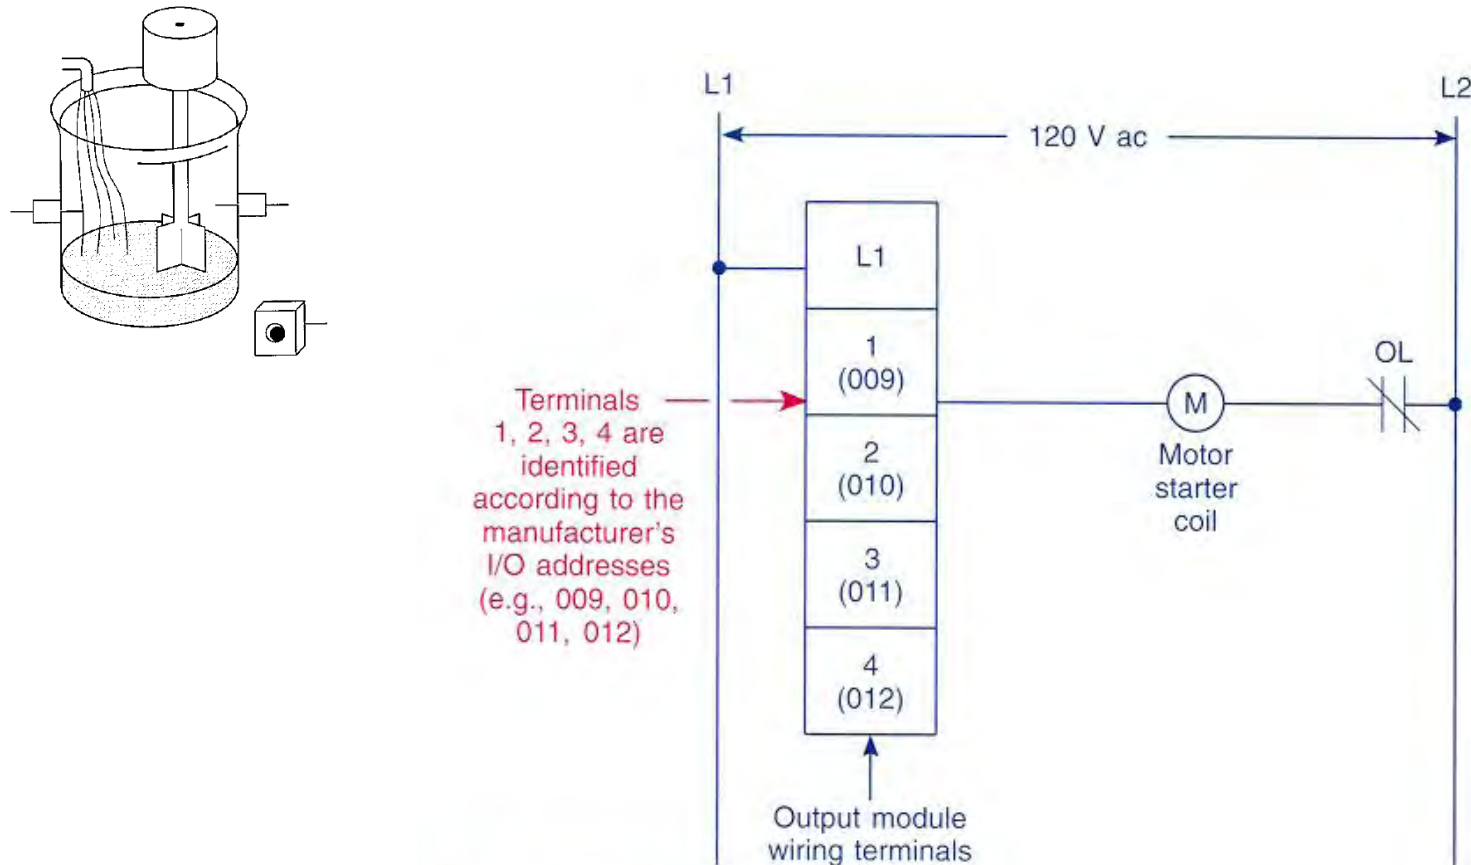 L1
L2
120 V ac
L1
1
(009)
2
(010)
3
(011)
4
(012)
Terminals
1, 2, 3, 4 are
identified
according to the
manufacturer’s
I/O addresses
(e.g., 009, 010,
011, 012)
M
Motor
starter
coil
OL
Output module
wiring terminals